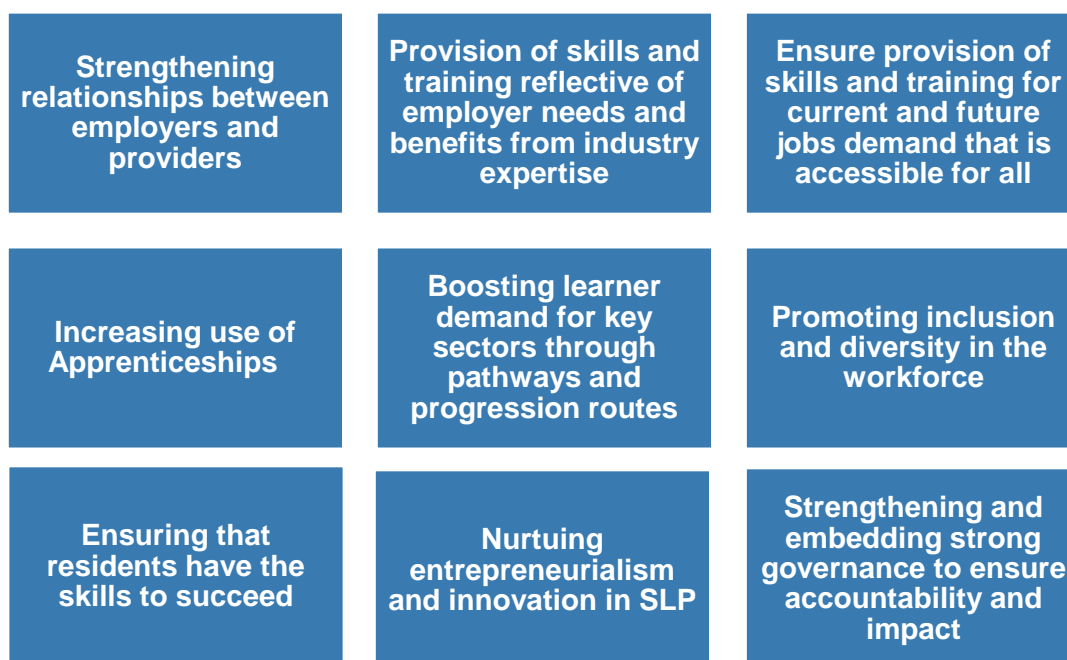 Strengthening
relationships between
employers and
providers
Provision of skills and
training reflective of
employer needs and
benefits from industry
expertise
Ensure provision of
skills and training for
current and future
jobs demand that is
accessible for all
Increasing use of
Apprenticeships
Boosting learner
demand for key
sectors through
pathways and
progression routes
Promoting inclusion
and diversity in the
workforce
Ensuring that
residents have the
skills to succeed
Nurtuing
entrepreneurialism
and innovation in SLP
Strengthening and
embedding strong
governance to ensure
accountability and
impact